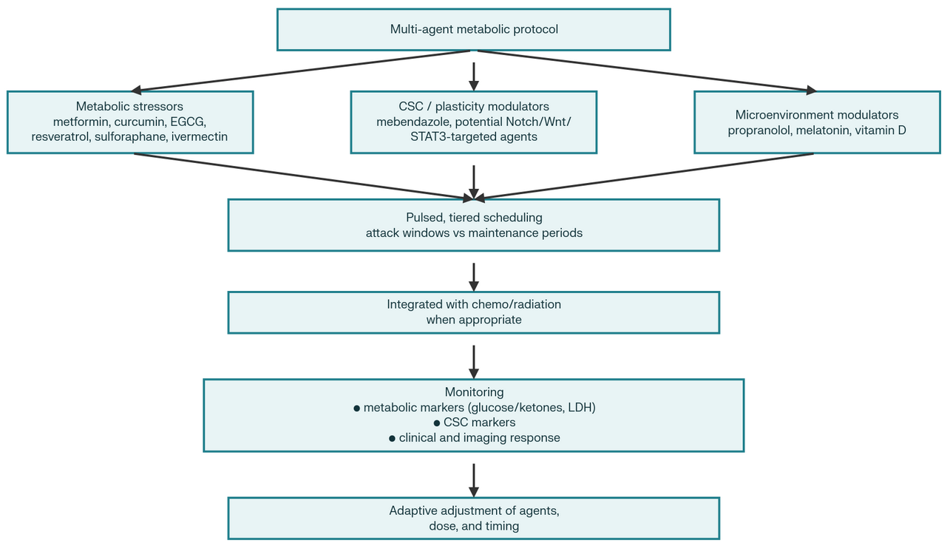 Multi-agent metabolic protocol
Metabolic stressors
metformin, curcumin, EGCG,
resveratrol, sulforaphane, ivermectin
CSC / plasticity modulators
mebendazole, potential Notch/Wnt/
STAT3-targeted agents
Microenvironment modulators
propranolol, melatonin, vitamin D
Pulsed, tiered scheduling
attack windows vs maintenance periods
Integrated with chemo/radiation
when appropriate
Monitoring
● metabolic markers (glucose/ketones, LDH)
● CSC markers
● clinical and imaging response
Adaptive adjustment of agents,
dose, and timing